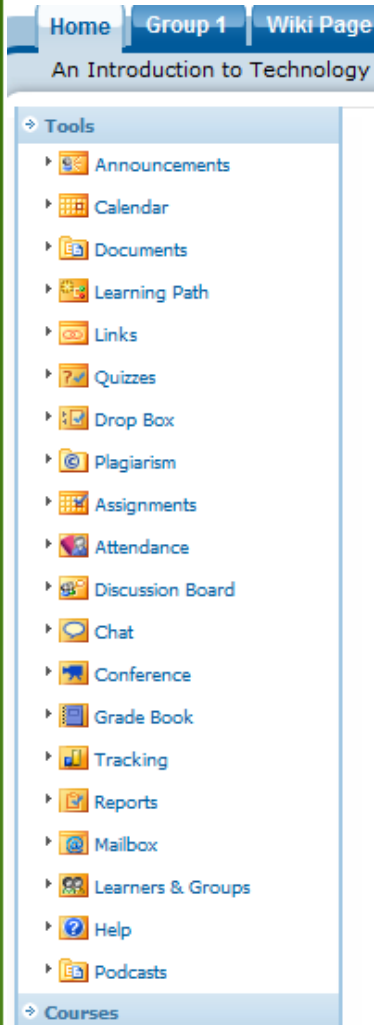 Home Group 1 Wiki Page
An Introduction to Technology
Tools
Announcements
Calendar
Documents
Learning Path
Links
Quizzes
Drop Box
Plagiarism
Assignments
Attendance
Discussion Board
Chat
Conference
Grade Book
Tracking
Reports
Mailbox
Learners & Groups
Help
Podcasts
Courses